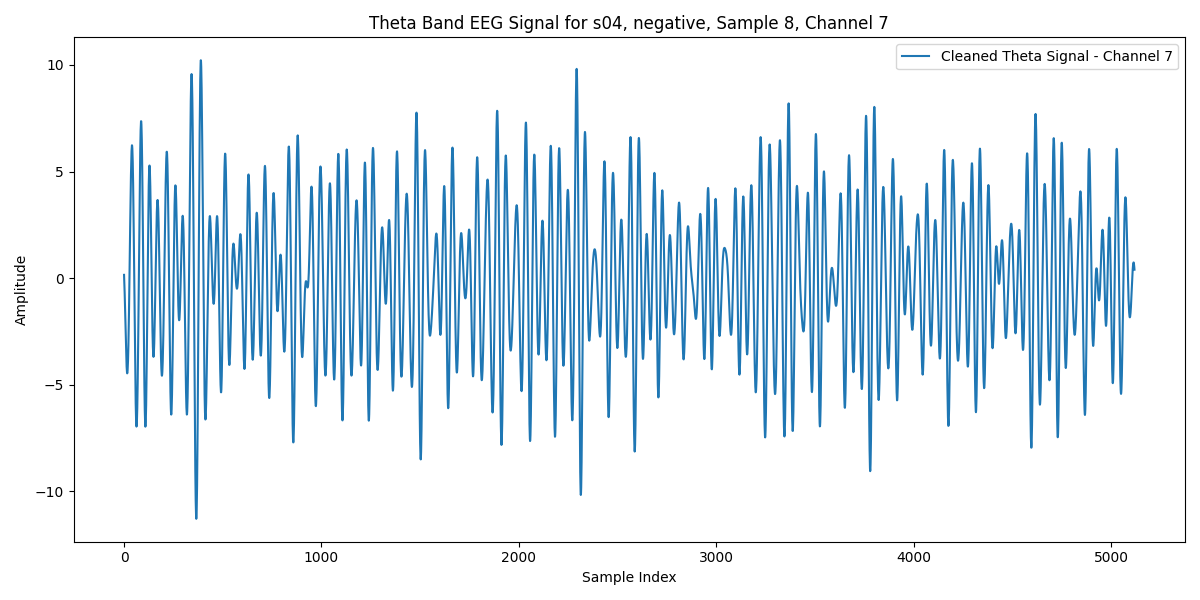 Theta Band EEG Signal for s04, negative, Sample 8, Channel 7
Cleaned Theta Signal - Channel 7
Amplitude
10
5
0
−5
−10
0 1000 2000 3000 4000 5000
Sample Index